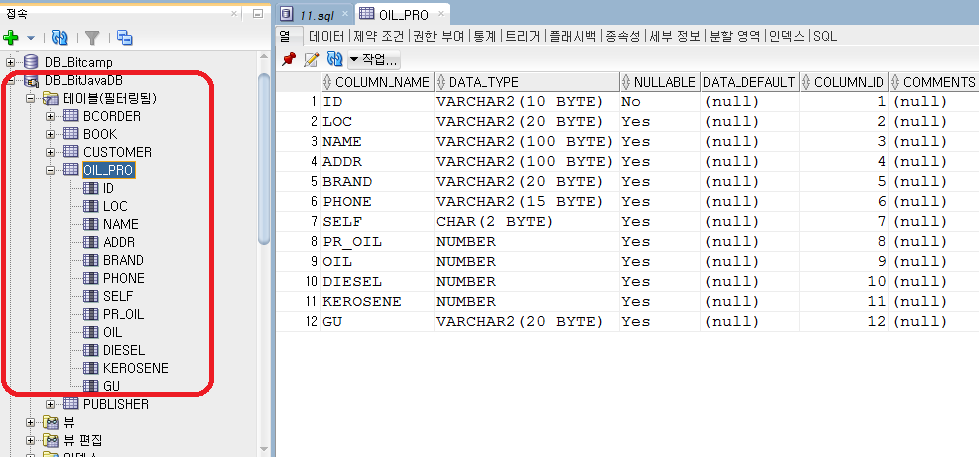 접속
DB_Bitcamp
DB_BitJavaDB
테이블(필터링됨)
BCORDER
BOOK
CUSTOMER
OIL_PRO
ID
LOC
NAME
ADDR
BRAND
PHONE
SELF
PR_OIL
OIL
DIESEL
KEROSENE
GU
PUBLISHER
뷰
뷰 편집
11.sql OIL_PRO
열 데이터 제약 조건 권한 부여 통계 트리거 플래시백 종속성 세부 정보 분할 영역 인덱스 SQL
작업...
COLUMN_NAME DATA_TYPE NULLABLE DATA_DEFAULT COLUMN_ID COMMENTS
1 ID VARCHAR2(10 BYTE) No (null) 1 (null)
2 LOC VARCHAR2(20 BYTE) Yes (null) 2 (null)
3 NAME VARCHAR2(100 BYTE) Yes (null) 3 (null)
4 ADDR VARCHAR2(100 BYTE) Yes (null) 4 (null)
5 BRAND VARCHAR2(20 BYTE) Yes (null) 5 (null)
6 PHONE VARCHAR2(15 BYTE) Yes (null) 6 (null)
7 SELF CHAR(2 BYTE) Yes (null) 7 (null)
8 PR_OIL NUMBER Yes (null) 8 (null)
9 OIL NUMBER Yes (null) 9 (null)
10 DIESEL NUMBER Yes (null) 10 (null)
11 KEROSENE NUMBER Yes (null) 11 (null)
12 GU VARCHAR2(20 BYTE) Yes (null) 12 (null)